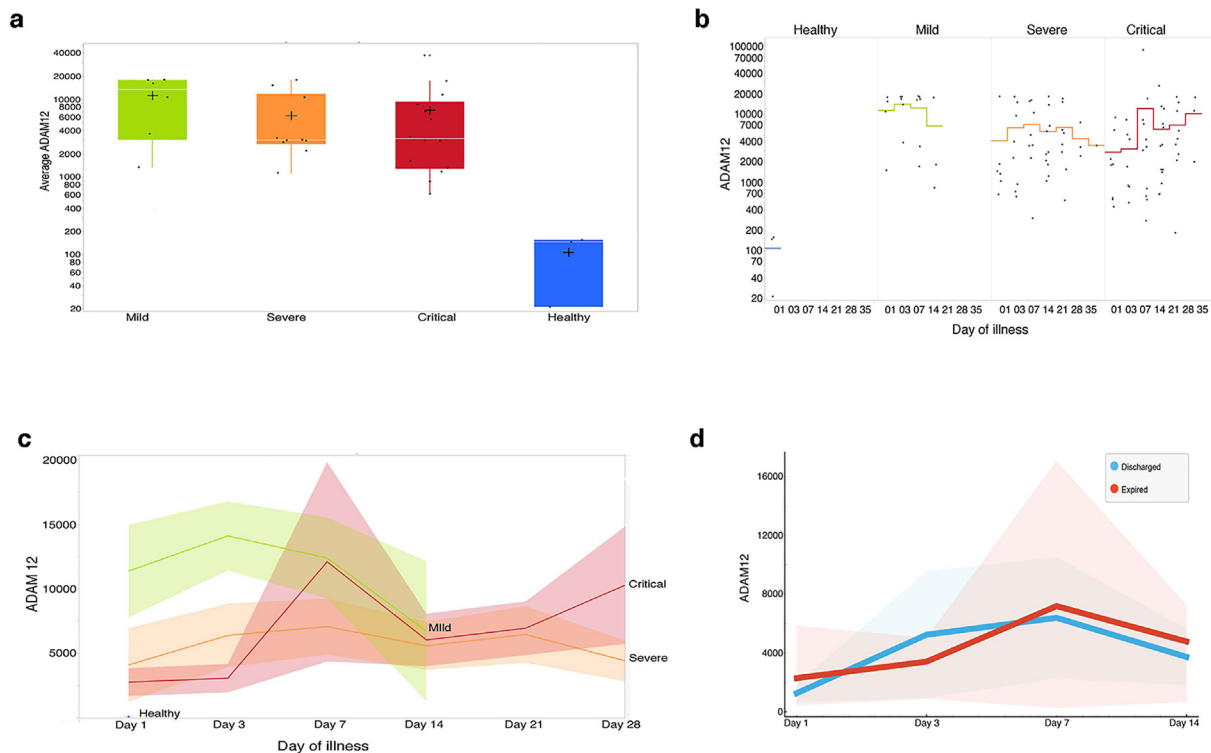 a
Average ADAM12
40000
20000
10000
8000
6000
4000
2000
1000
800
600
400
200
100
80
60
40
20
Mild
Severe
Critical
Healthy
b
Healthy
Mild
Severe
Critical
ADAM12
100000
40000
20000
10000
7000
4000
2000
1000
700
400
200
100
70
40
20
01 03 07 14 21 28 35
01 03 07 14 21 28 35
01 03 07 14 21 28 35
01 03 07 14 21 28 35
Day of illness
c
ADAM 12
20000
15000
10000
5000
Critical
MIld
Severe
Healthy
Day 1
Day 3
Day 7
Day 14
Day 21
Day 28
Day of illness
d
Discharged
Expired
ADAM12
16000
12000
8000
4000
0
Day 1
Day 3
Day 7
Day 14